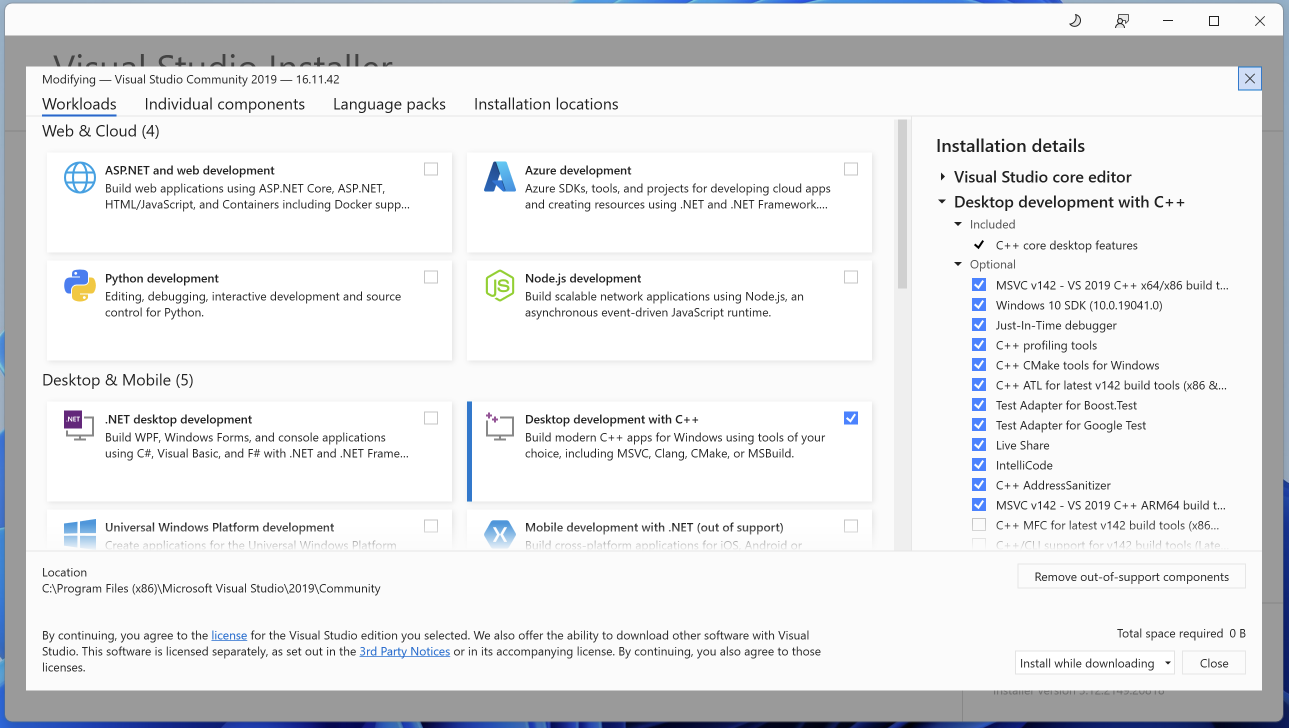 Visual Studio Installer
Modifying — Visual Studio Community 2019 — 16.11.42
Workloads Individual components Language packs Installation locations
Web & Cloud (4)
ASP.NET and web development
Build web applications using ASP.NET Core, ASP.NET,
HTML/JavaScript, and Containers including Docker supp...
Azure development
Azure SDKs, tools, and projects for developing cloud apps
and creating resources using .NET and .NET Framework....
Python development
Editing, debugging, interactive development and source
control for Python.
Node.js development
Build scalable network applications using Node.js, an
asynchronous event-driven JavaScript runtime.
Desktop & Mobile (5)
.NET
.NET desktop development
Build WPF, Windows Forms, and console applications
using C#, Visual Basic, and F# with .NET and .NET Frame...
Desktop development with C++
Build modern C++ apps for Windows using tools of your
choice, including MSVC, Clang, CMake, or MSBuild.
Universal Windows Platform development
Create applications for the Universal Windows Platform
Mobile development with .NET (out of support)
Build cross-platform applications for iOS, Android or
Installation details
Visual Studio core editor
Desktop development with C++
Included
C++ core desktop features
Optional
MSVC v142 - VS 2019 C++ x64/x86 build t...
Windows 10 SDK (10.0.19041.0)
Just-In-Time debugger
C++ profiling tools
C++ CMake tools for Windows
C++ ATL for latest v142 build tools (x86 &...
Test Adapter for Boost.Test
Test Adapter for Google Test
Live Share
IntelliCode
C++ AddressSanitizer
MSVC v142 - VS 2019 C++ ARM64 build t...
C++ MFC for latest v142 build tools (x86...
C++/CLI support for v142 build tools (Late...
Location
C:\Program Files (x86)\Microsoft Visual Studio\2019\Community
Remove out-of-support components
By continuing, you agree to the license for the Visual Studio edition you selected. We also offer the ability to download other software with Visual
Studio. This software is licensed separately, as set out in the 3rd Party Notices or in its accompanying license. By continuing, you also agree to those
licenses.
Total space required 0 B
Install while downloading
Close